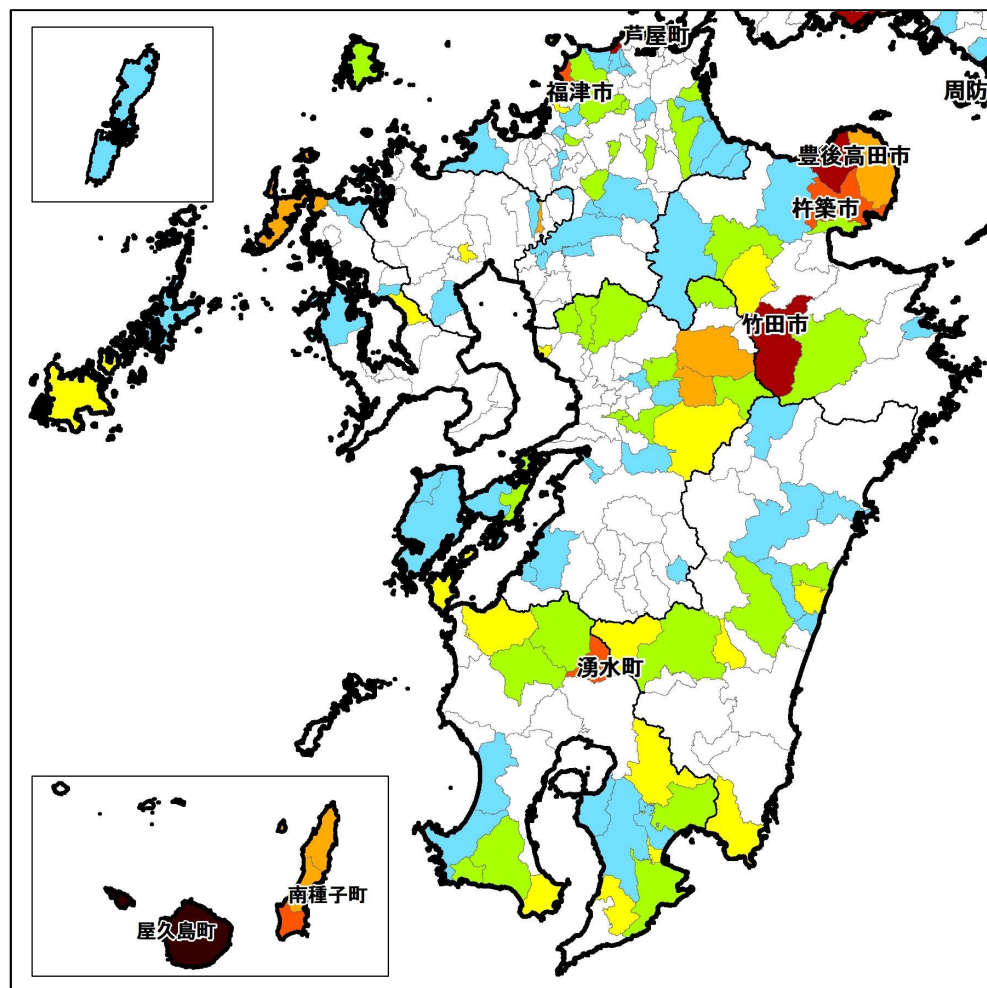 芦屋町
福津市
周防
豊後高田市
杵築市
竹田市
湧水町
南種子町
屋久島町